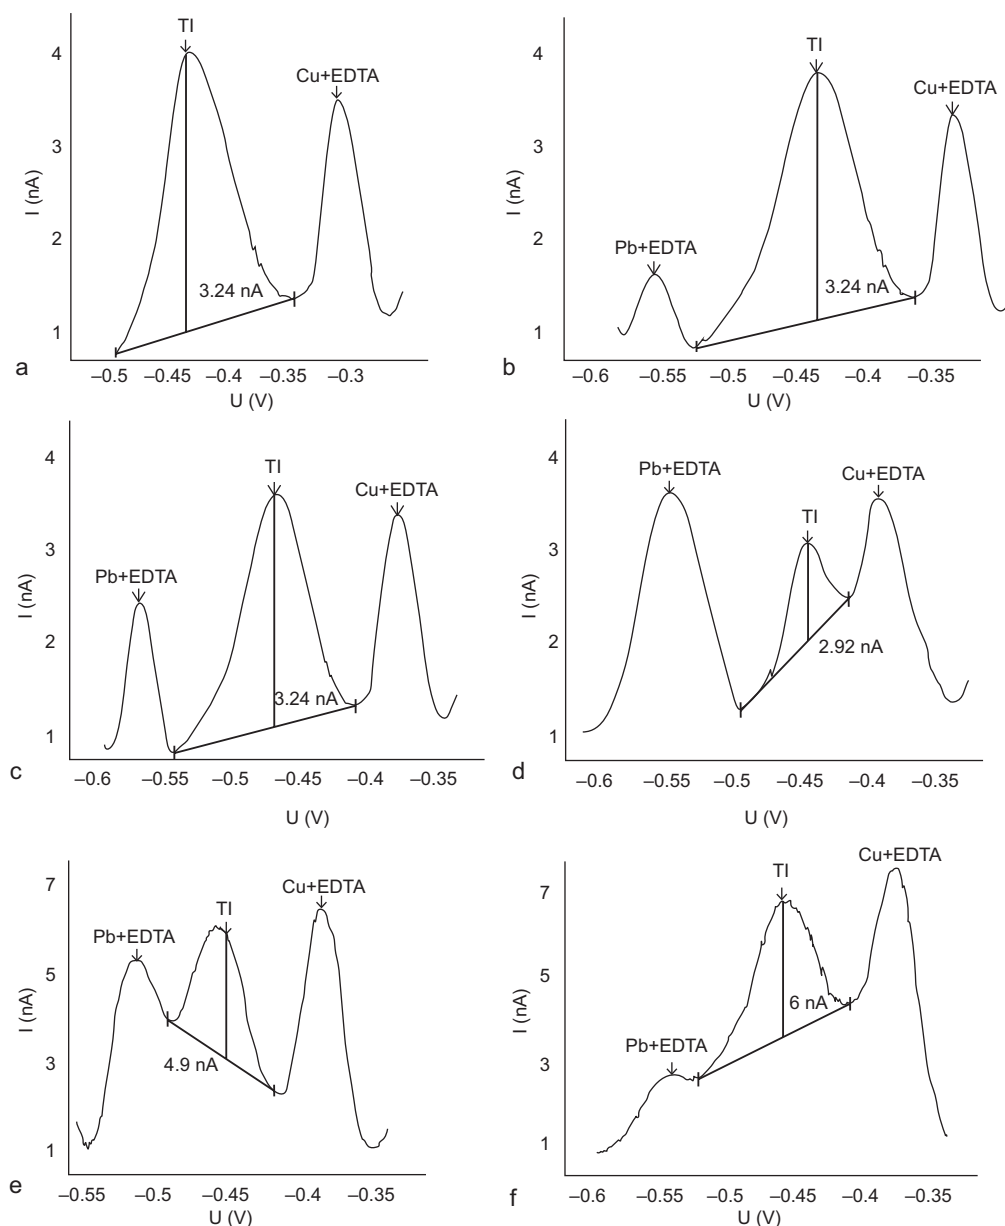 TI
Cu+EDTA
4
3
2
1
I (nA)
3.24 nA
a
–0.5 –0.45 –0.4 –0.35 –0.3
U (V)
TI
Cu+EDTA
Pb+EDTA
4
3
2
1
I (nA)
3.24 nA
b
–0.6 –0.55 –0.5 –0.45 –0.4 –0.35
U (V)
TI
Cu+EDTA
Pb+EDTA
4
3
2
1
I (nA)
3.24 nA
c
–0.6 –0.55 –0.5 –0.45 –0.4 –0.35
U (V)
Pb+EDTA
Cu+EDTA
TI
4
3
2
1
I (nA)
2.92 nA
d
–0.6 –0.55 –0.5 –0.45 –0.4 –0.35
U (V)
Cu+EDTA
TI
Pb+EDTA
7
5
3
1
I (nA)
4.9 nA
e
–0.55 –0.5 –0.45 –0.4 –0.35
U (V)
Cu+EDTA
TI
Pb+EDTA
7
5
3
1
I (nA)
6 nA
f
–0.6 –0.55 –0.5 –0.45 –0.4 –0.35
U (V)